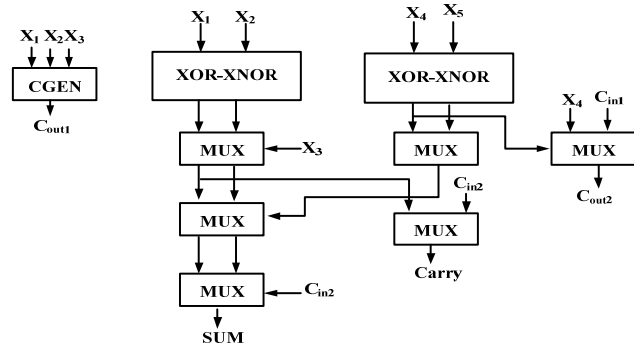 X1 X2 X3
CGEN
Cout1
X1 X2
XOR-XNOR
MUX
X3
MUX
MUX
Cin2
SUM
X4 X5
XOR-XNOR
MUX
Cin2
MUX
Carry
X4 Cin1
MUX
Cout2